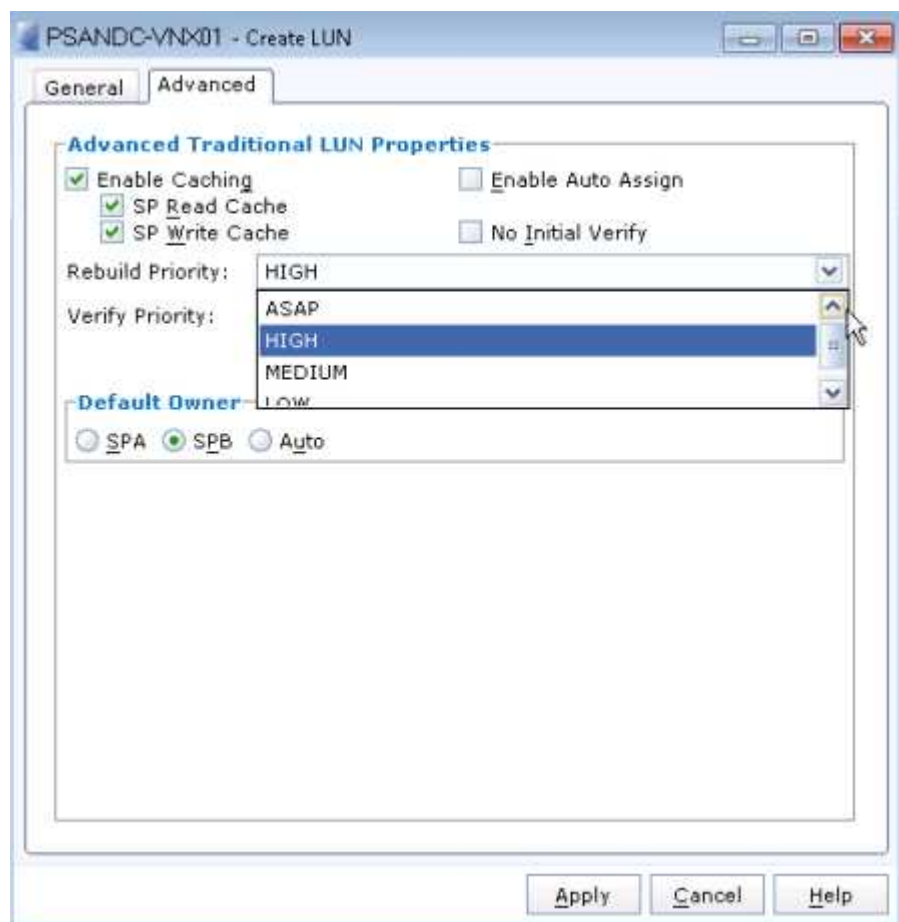 PSANDC-VNX01 - Create LUN
General
Advanced
Advanced Traditional LUN Properties
Enable Caching
Enable Auto Assign
SP Read Cache
SP Write Cache
No Initial Verify
Rebuild Priority:
HIGH
Verify Priority:
ASAP
HIGH
MEDIUM
LOW
Default Owner
SPA
SPB
Auto
Apply
Cancel
Help